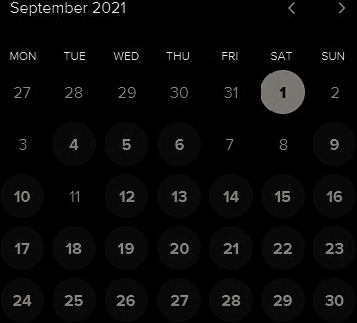 September 2021
MON TUE WED THU FRI SAT SUN
27 28 29 30 31 1 2
3 4 5 6 7 8 9
10 11 12 13 14 15 16
17 18 19 20 21 22 23
24 25 26 27 28 29 30